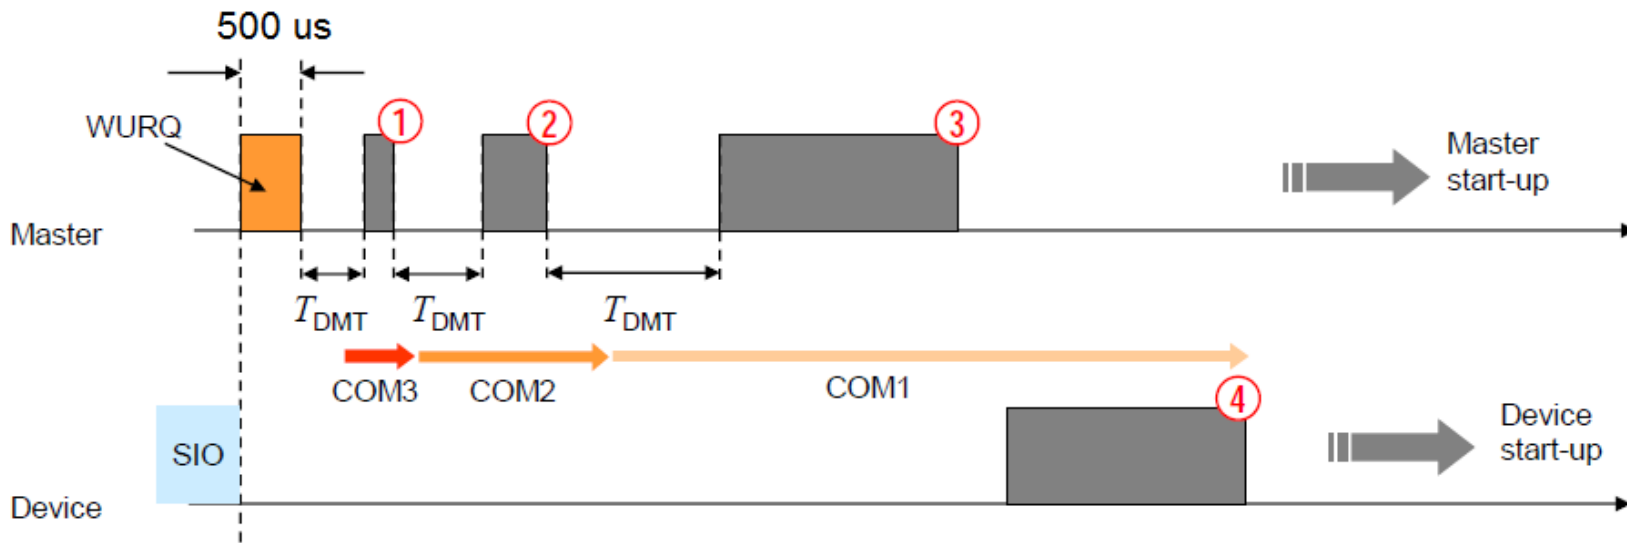 500 us
WURQ
1
2
3
Master
start-up
Master
TDMT
TDMT
TDMT
COM3
COM2
COM1
4
SIO
Device
start-up
Device